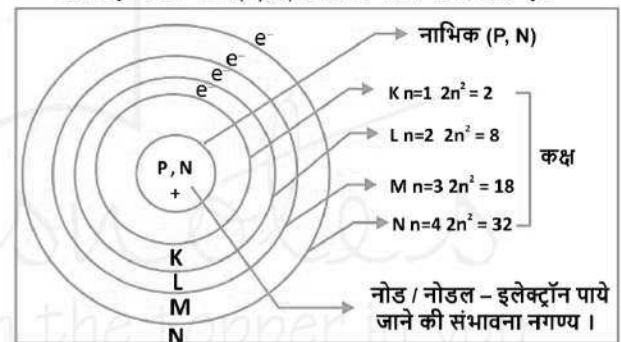 e⁻
e⁻
e⁻
e⁻
नाभिक (P, N)
K n=1 2n² = 2
L n=2 2n² = 8
कक्ष
P, N
+
M n=3 2n² = 18
N n=4 2n² = 32
K
L
M
N
नोड / नोडल – इलेक्ट्रॉन पाये
जाने की संभावना नगण्य ।